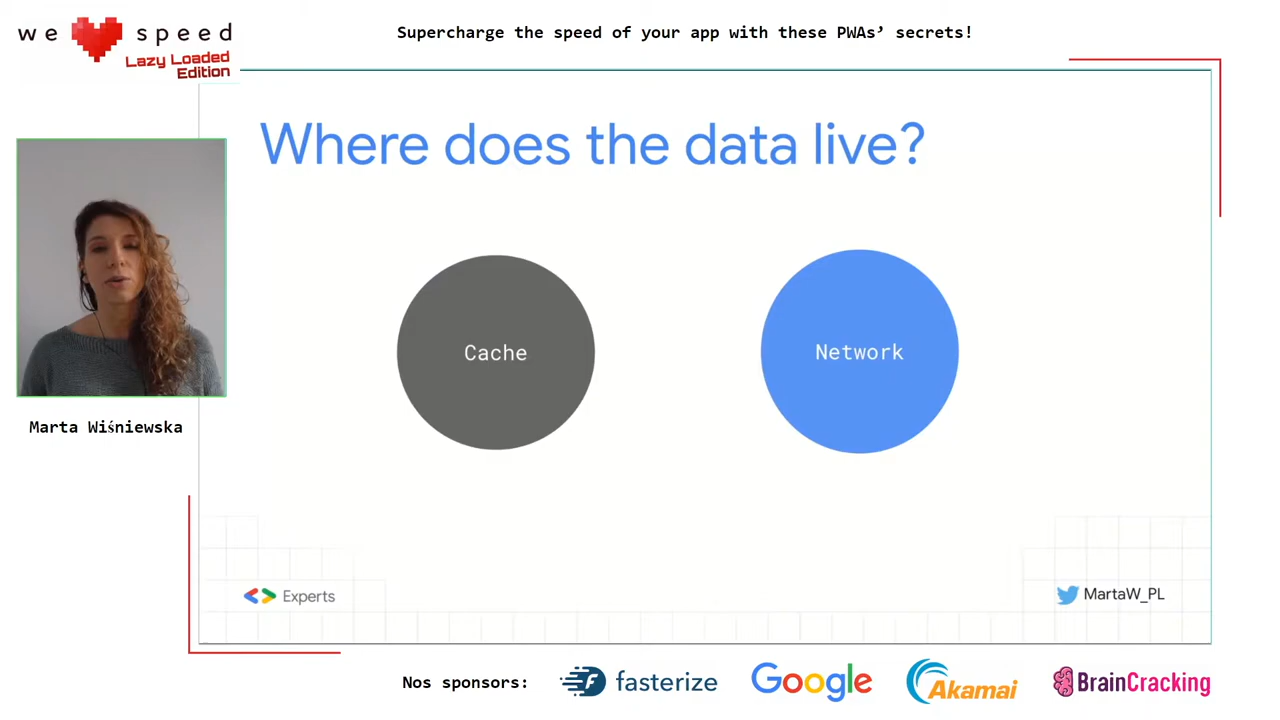 we speed
Lazy Loaded
Edition
Supercharge the speed of your app with these PWAs’ secrets!
Where does the data live?
Cache
Network
Marta Wiśniewska
Experts
MartaW_PL
Nos sponsors:
fasterize
Google
Akamai
BrainCracking